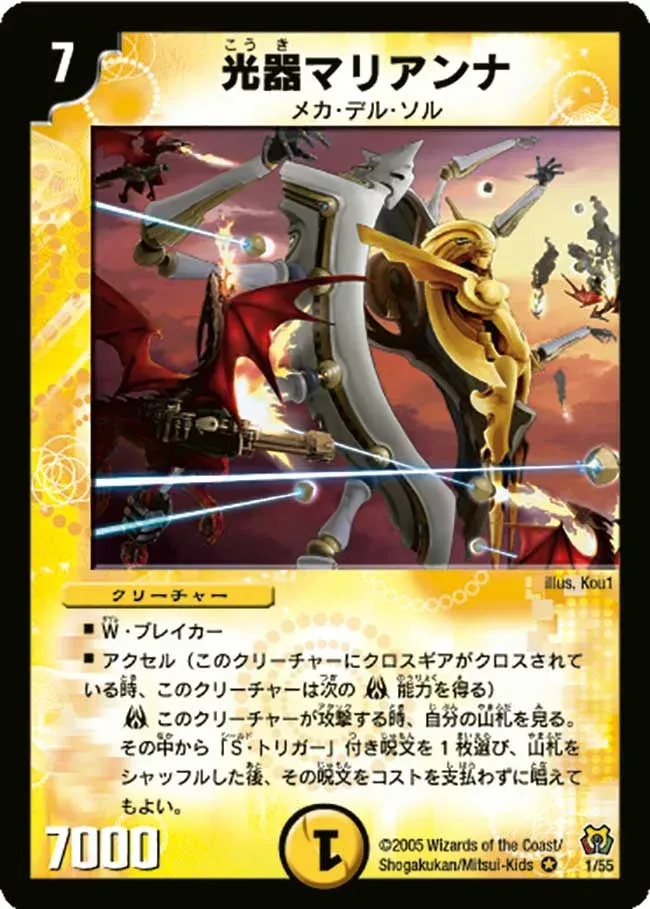 7
こうき
光器マリアンナ
メカ・デル・ソル
illus. Kou1
クリーチャー
■ W・ブレイカー
■ アクセル（このクリーチャーにクロスギアがクロスされて
いる時、このクリーチャーは次の 能力を得る）
このクリーチャーが攻撃する時、自分の山札を見る。
その中から「S・トリガー」付き呪文を1枚選び、山札を
シャッフルした後、その呪文をコストを支払わずに唱えて
もよい。
7000
1
©2005 Wizards of the Coast/
Shogakukan/Mitsui-Kids
1/55